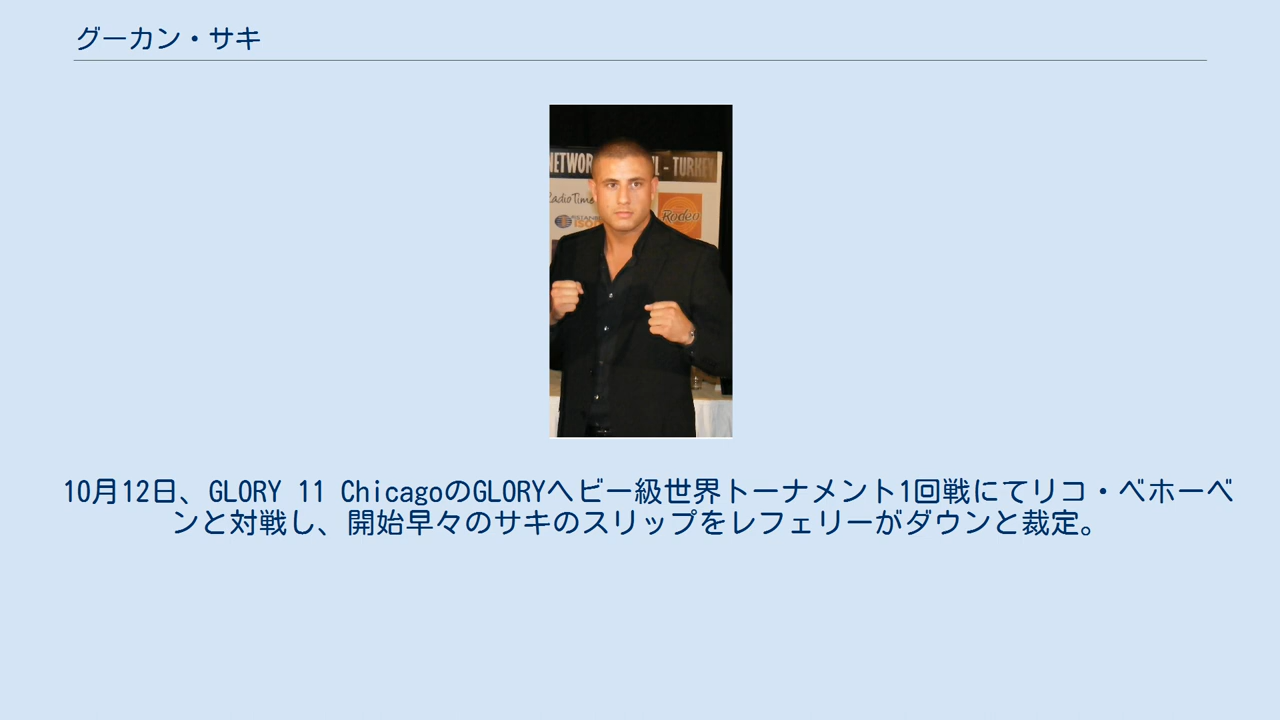 グーカン・サキ
NETWOR
L - TURKEY
RadioTime
Rodeo
10月12日、GLORY 11 ChicagoのGLORYヘビー級世界トーナメント1回戦にてリコ・ベホーベ
ンと対戦し、開始早々のサキのスリップをレフェリーがダウンと裁定。